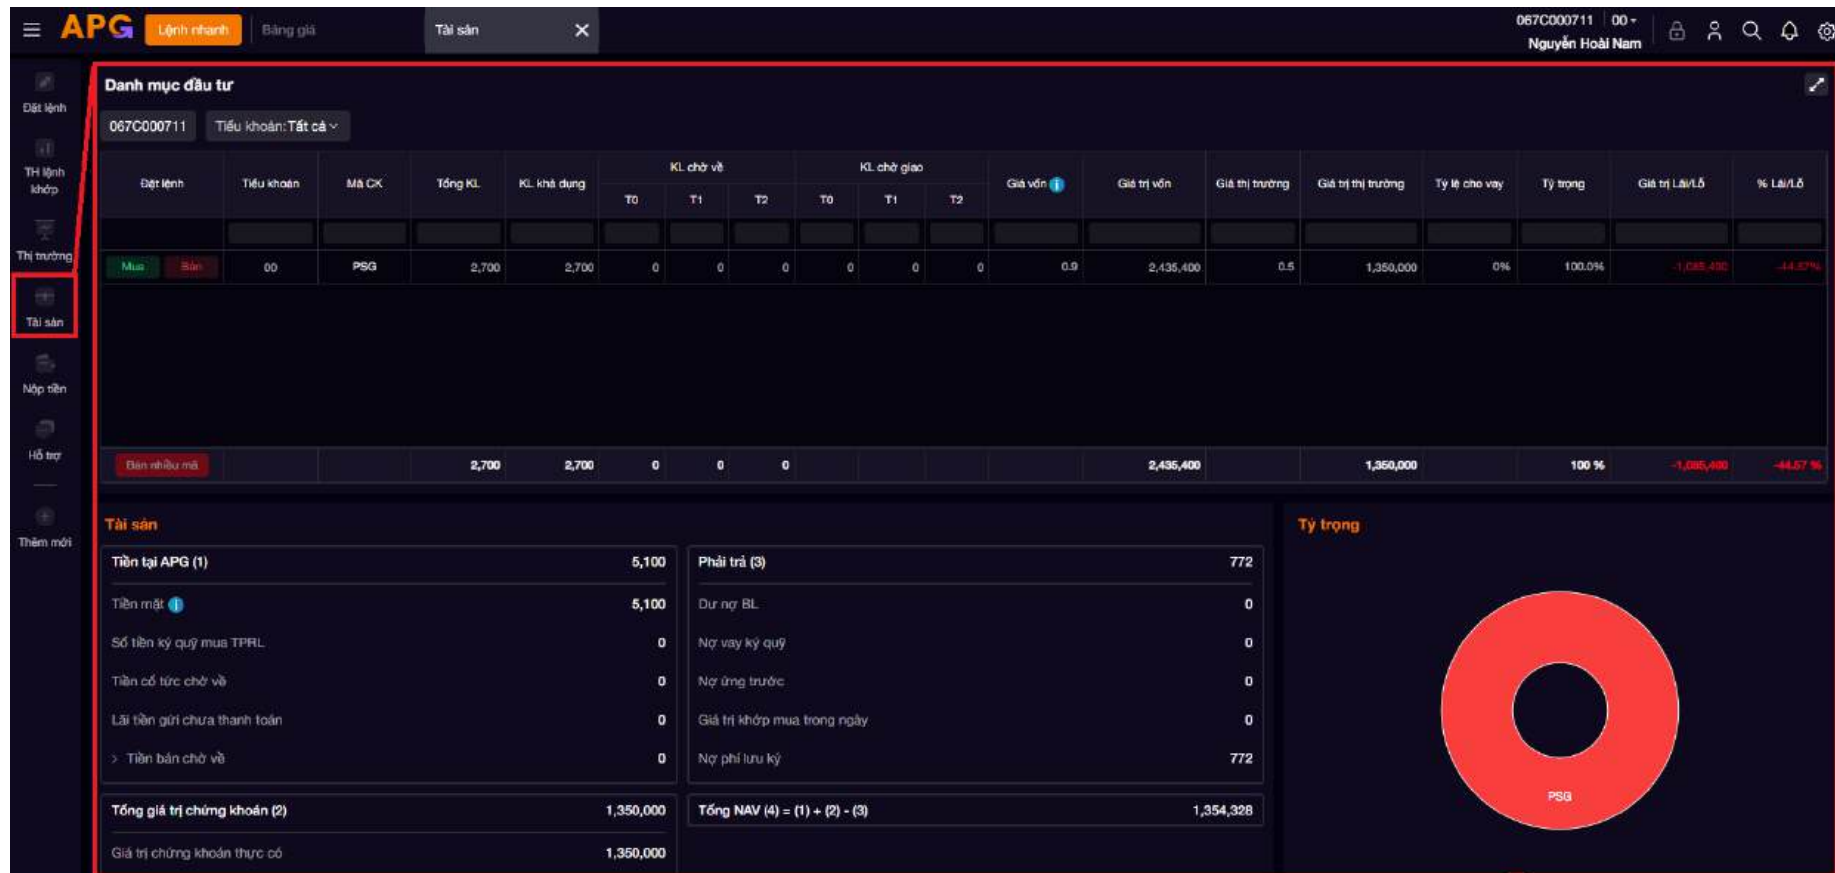 APG Lệnh nhanh Bảng giá Tài sản 067C000711 00
Nguyễn Hoài Nam
Đặt lệnh
TH lệnh khớp
Thị trường
Tài sản
Nộp tiền
Hỗ trợ
Thêm mới
Danh mục đầu tư
067C000711 Tiểu khoản: Tất cả
Đặt lệnh Tiểu khoản Mã CK Tổng KL KL khả dụng KL chờ về KL chờ giao Giá vốn Giá trị vốn Giá thị trường Giá trị thị trường Tỷ lệ cho vay Tỷ trọng Giá trị Lãi/Lỗ % Lãi/Lỗ
T0 T1 T2 T0 T1 T2
Mua Bán 00 PSG 2,700 2,700 0 0 0 0 0 0 0.9 2,435,400 0.5 1,350,000 0% 100.0% -1,085,400 -44.57%
Bán nhiều mã 2,700 2,700 0 0 0 2,435,400 1,350,000 100 % -1,085,400 -44.57 %
Tài sản
Tiền tại APG (1) 5,100
Tiền mặt 5,100
Số tiền ký quỹ mua TPRL 0
Tiền cổ tức chờ về 0
Lãi tiền gửi chưa thanh toán 0
> Tiền bán chờ về 0
Tổng giá trị chứng khoán (2) 1,350,000
Giá trị chứng khoán thực có 1,350,000
Phải trả (3) 772
Dư nợ BL 0
Nợ vay ký quỹ 0
Nợ ứng trước 0
Giá trị khớp mua trong ngày 0
Nợ phí lưu ký 772
Tổng NAV (4) = (1) + (2) - (3) 1,354,328
Tỷ trọng
PSG